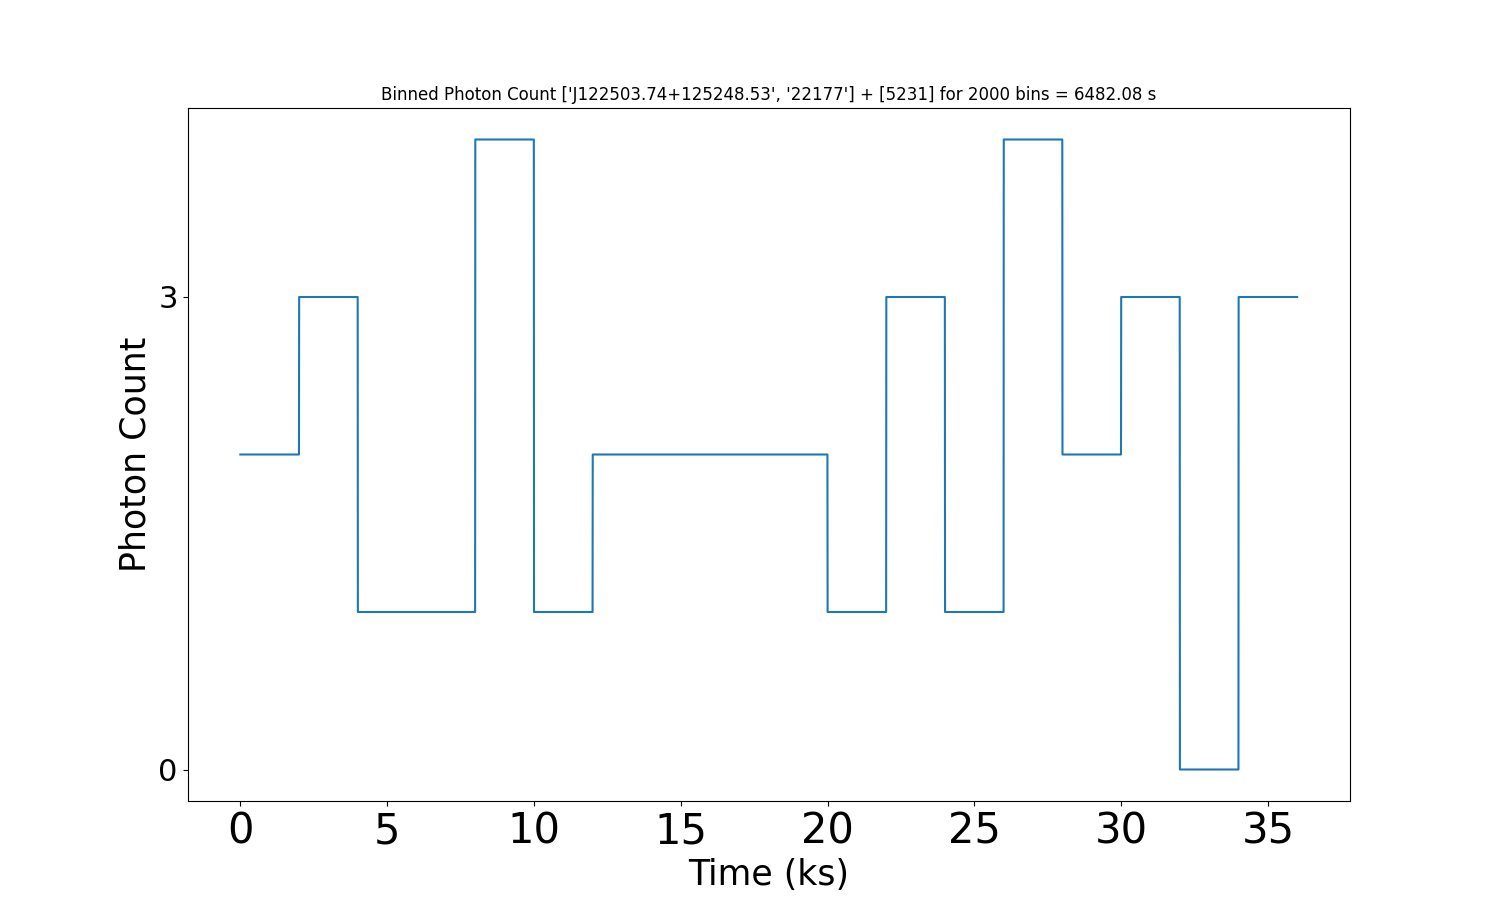 Binned Photon Count ['J122503.74+125248.53', '22177'] + [5231] for 2000 bins = 6482.08 s
Photon Count
3
0
0 5 10 15 20 25 30 35
Time (ks)